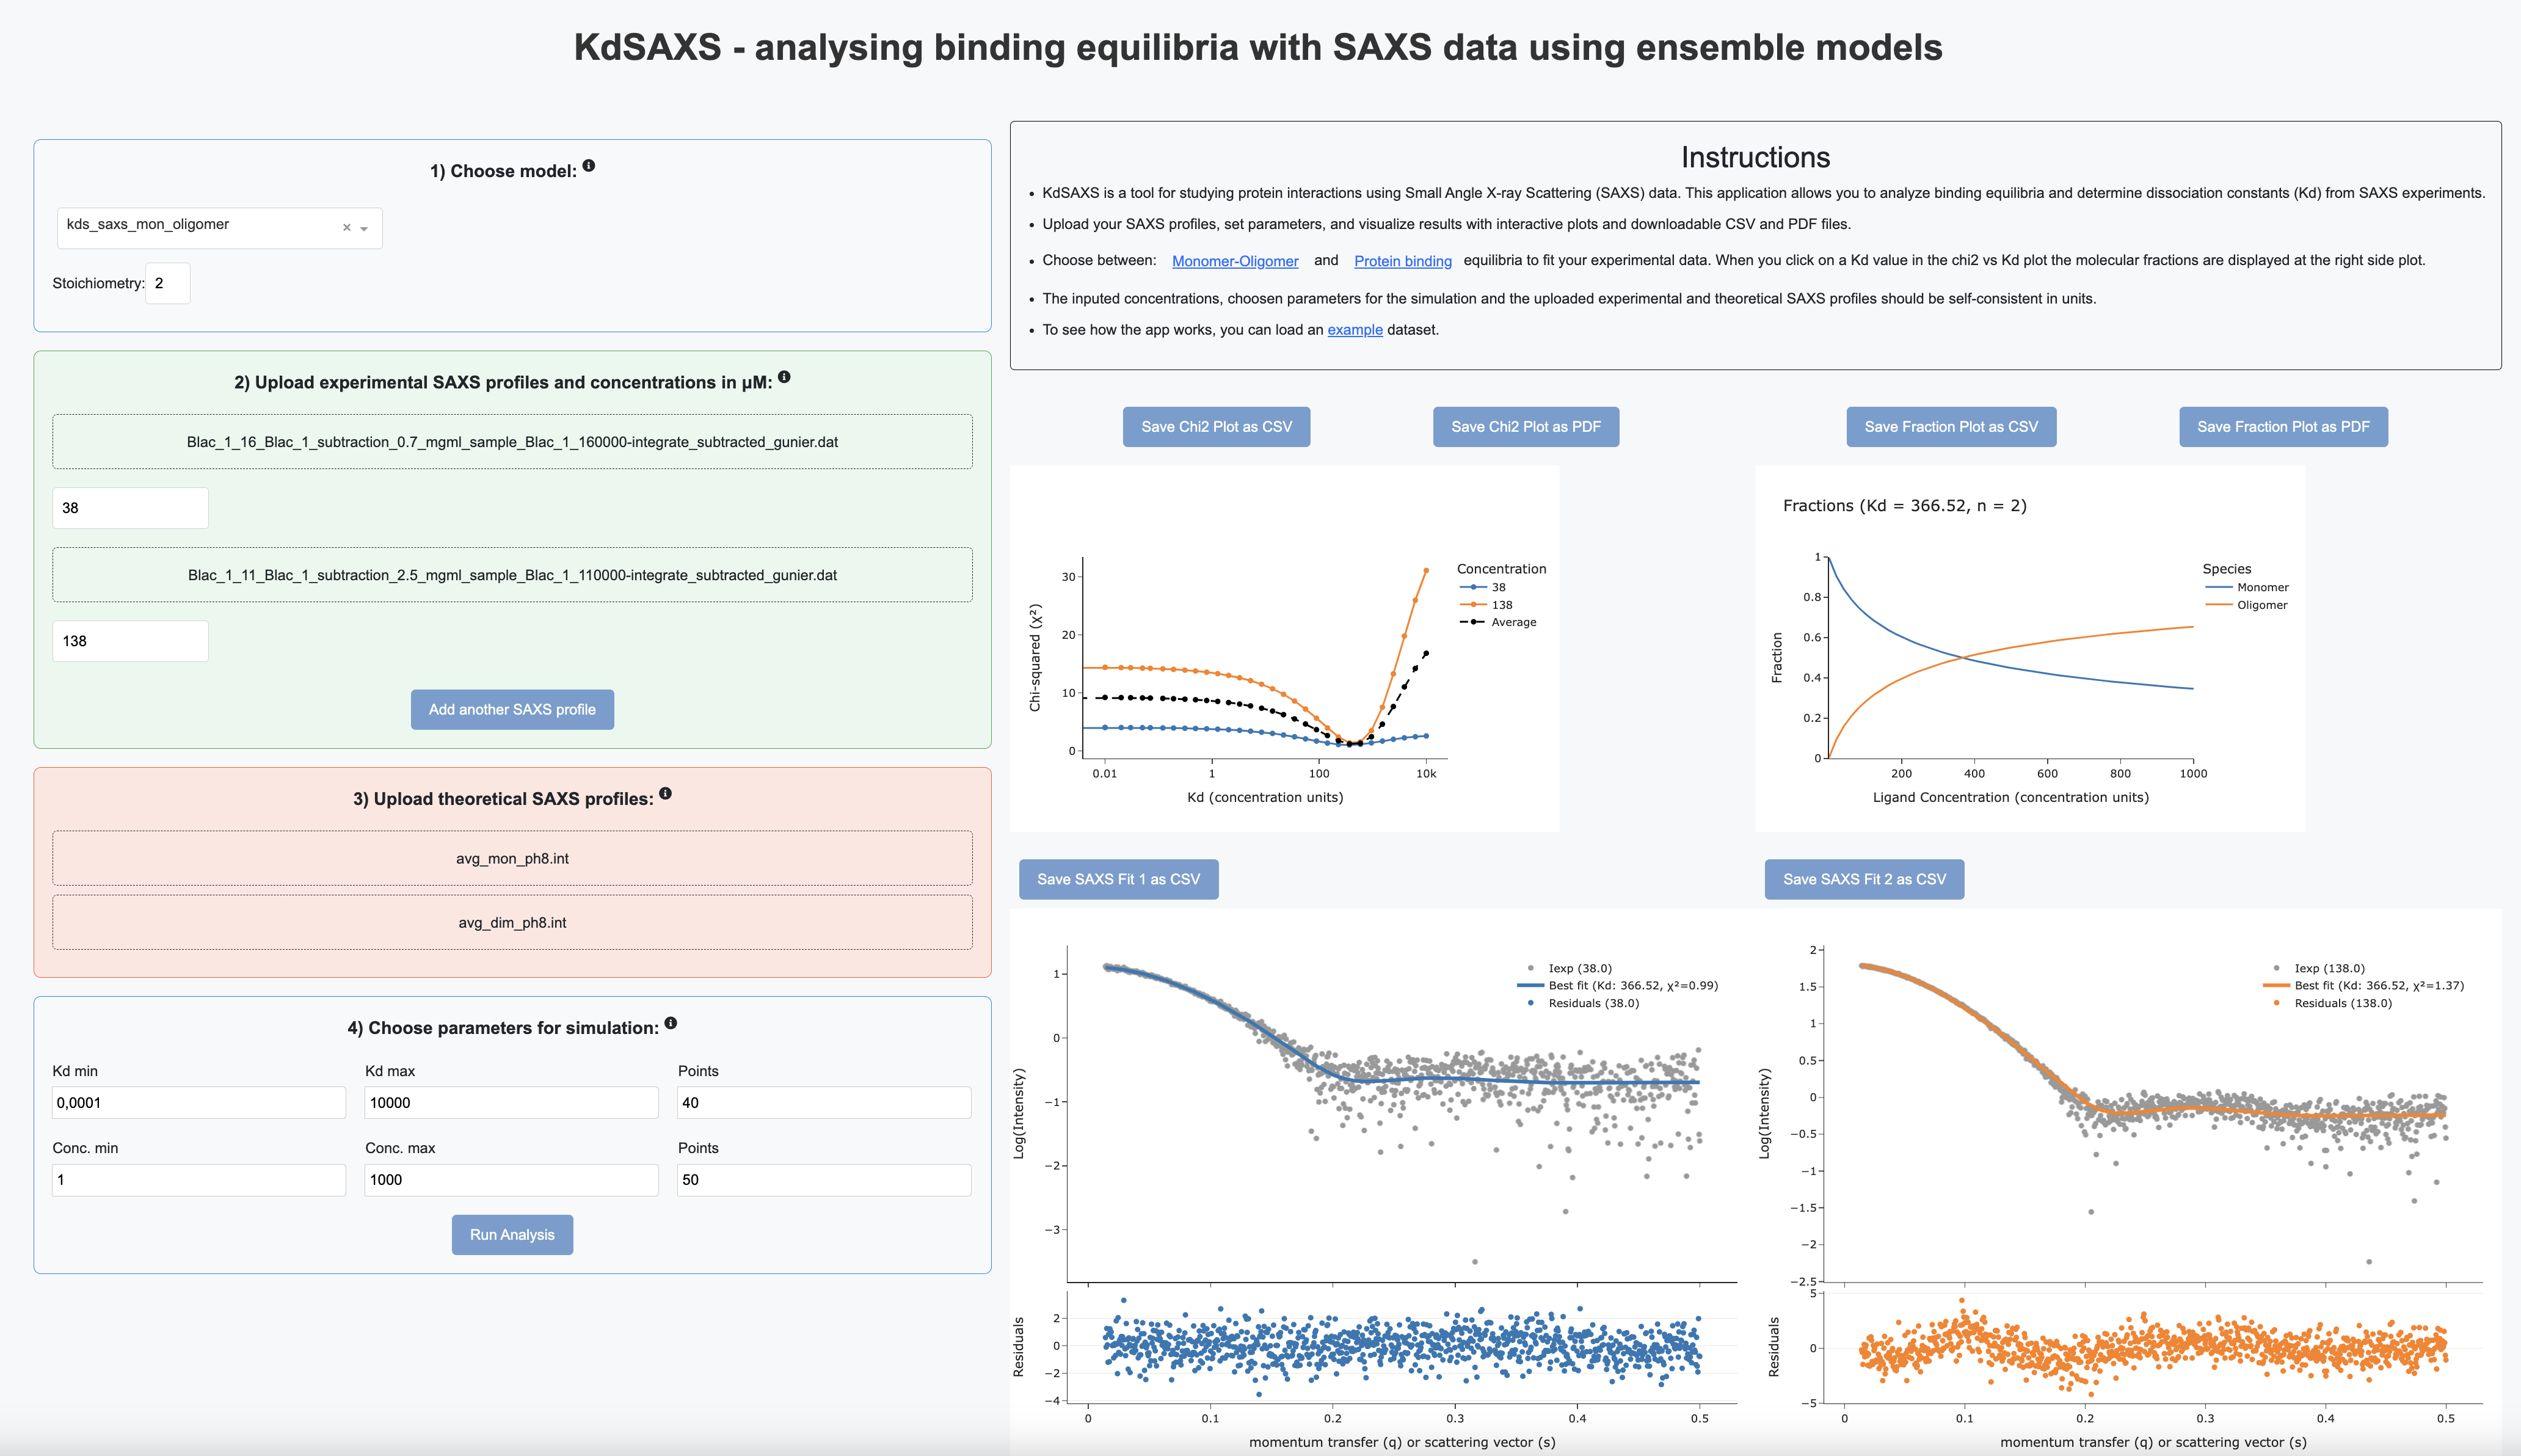 KdSAXS - analysing binding equilibria with SAXS data using ensemble models
1) Choose model:
kds_saxs_mon_oligomer
×
Stoichiometry: 2
2) Upload experimental SAXS profiles and concentrations in µM:
Blac_1_16_Blac_1_subtraction_0.7_mgml_sample_Blac_1_160000-integrate_subtracted_gunier.dat
38
Blac_1_11_Blac_1_subtraction_2.5_mgml_sample_Blac_1_110000-integrate_subtracted_gunier.dat
138
Add another SAXS profile
3) Upload theoretical SAXS profiles:
avg_mon_ph8.int
avg_dim_ph8.int
4) Choose parameters for simulation:
Kd min Kd max Points
0,0001 10000 40
Conc. min Conc. max Points
1 1000 50
Run Analysis
Instructions
• KdSAXS is a tool for studying protein interactions using Small Angle X-ray Scattering (SAXS) data. This application allows you to analyze binding equilibria and determine dissociation constants (Kd) from SAXS experiments.
• Upload your SAXS profiles, set parameters, and visualize results with interactive plots and downloadable CSV and PDF files.
• Choose between: Monomer-Oligomer and Protein binding equilibria to fit your experimental data. When you click on a Kd value in the chi2 vs Kd plot the molecular fractions are displayed at the right side plot.
• The inputed concentrations, choosen parameters for the simulation and the uploaded experimental and theoretical SAXS profiles should be self-consistent in units.
• To see how the app works, you can load an example dataset.
Save Chi2 Plot as CSV
Save Chi2 Plot as PDF
Save Fraction Plot as CSV
Save Fraction Plot as PDF
Chi-squared (χ²)
30
20
10
0
0.01 1 100 10k
Kd (concentration units)
Concentration
38
138
Average
Fractions (Kd = 366.52, n = 2)
Fraction
1
0.8
0.6
0.4
0.2
0
200 400 600 800 1000
Ligand Concentration (concentration units)
Species
Monomer
Oligomer
Save SAXS Fit 1 as CSV
Save SAXS Fit 2 as CSV
Log(Intensity)
1
0
−1
−2
−3
Iexp (38.0)
Best fit (Kd: 366.52, χ²=0.99)
Residuals (38.0)
Residuals
2
0
−2
−4
0 0.1 0.2 0.3 0.4 0.5
momentum transfer (q) or scattering vector (s)
Log(Intensity)
2
1.5
1
0.5
0
−0.5
−1
−1.5
−2
−2.5
Iexp (138.0)
Best fit (Kd: 366.52, χ²=1.37)
Residuals (138.0)
Residuals
5
0
−5
0 0.1 0.2 0.3 0.4 0.5
momentum transfer (q) or scattering vector (s)